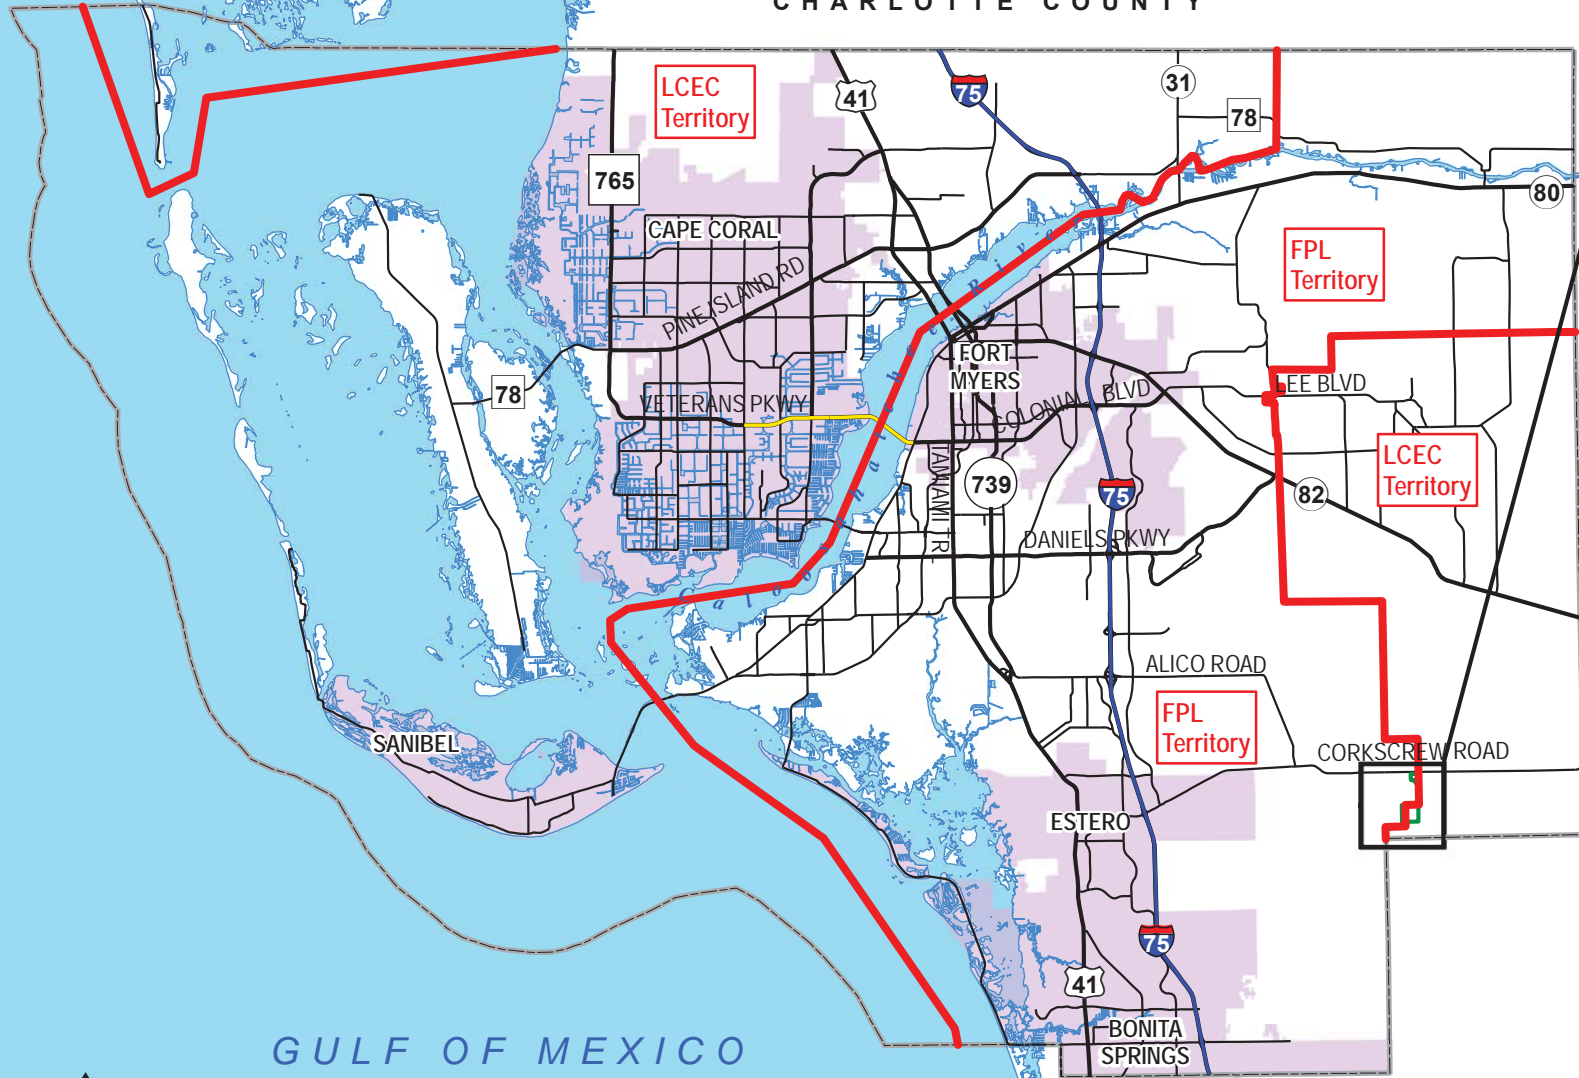 CHARLOTTE COUNTY
LCEC
Territory
41
75
31
78
765
80
CAPE CORAL
FPL
Territory
PINE ISLAND RD
Caloosahatchee River
FORT
MYERS
78
VETERANS PKWY
COLONIAL BLVD
LEE BLVD
LCEC
Territory
TAMIAMI TR
739
75
82
DANIELS PKWY
ALICO ROAD
FPL
Territory
SANIBEL
CORKSCREW ROAD
ESTERO
75
41
BONITA
SPRINGS
GULF OF MEXICO